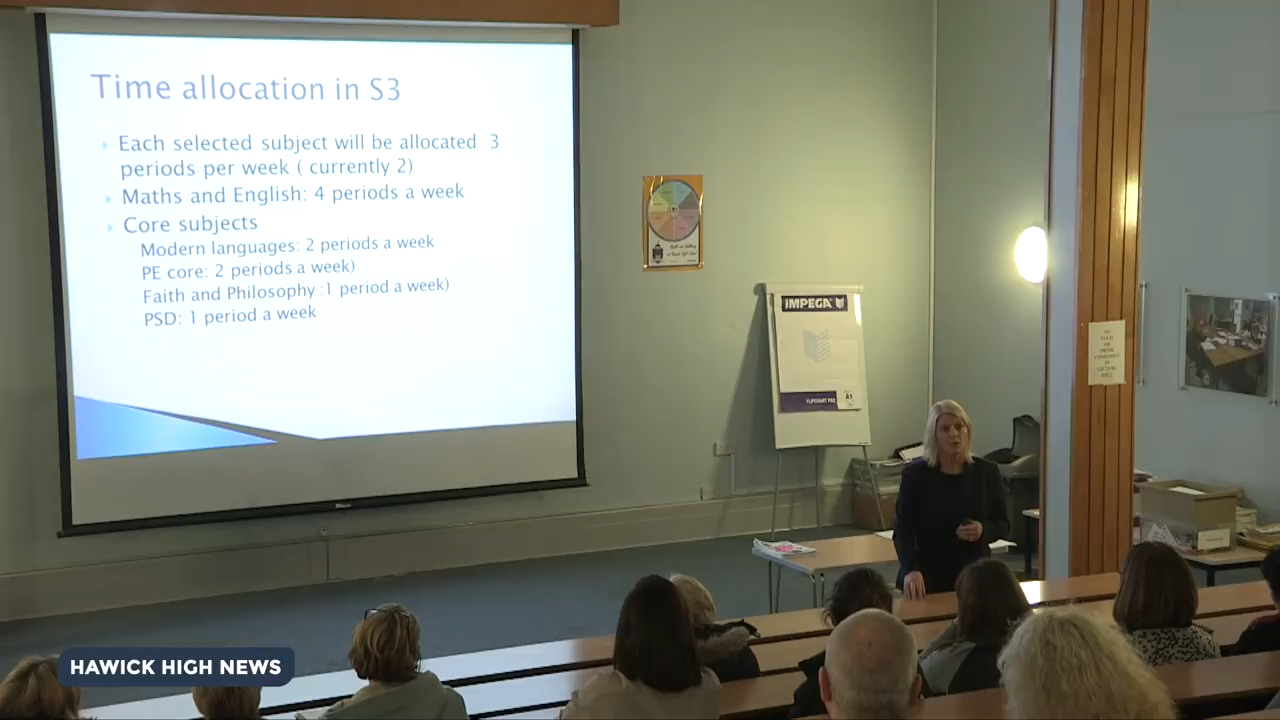 Time allocation in S3
Each selected subject will be allocated 3
periods per week ( currently 2)
Maths and English: 4 periods a week
Core subjects
Modern languages: 2 periods a week
PE core: 2 periods a week)
Faith and Philosophy :1 period a week)
PSD: 1 period a week
IMPEGA
FLIPCHART PAD
A1
HAWICK HIGH NEWS